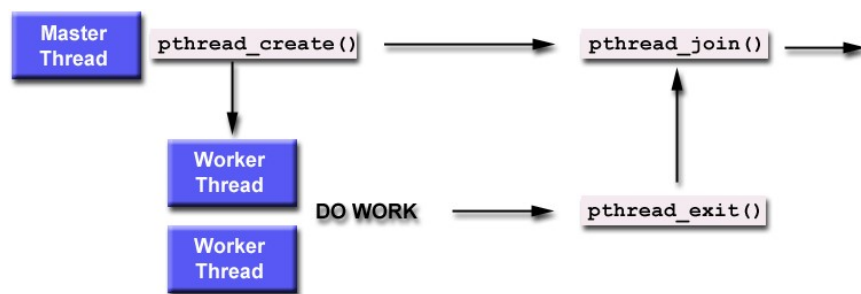 Master
Thread
pthread_create()
pthread_join()
Worker
Thread
DO WORK
pthread_exit()
Worker
Thread